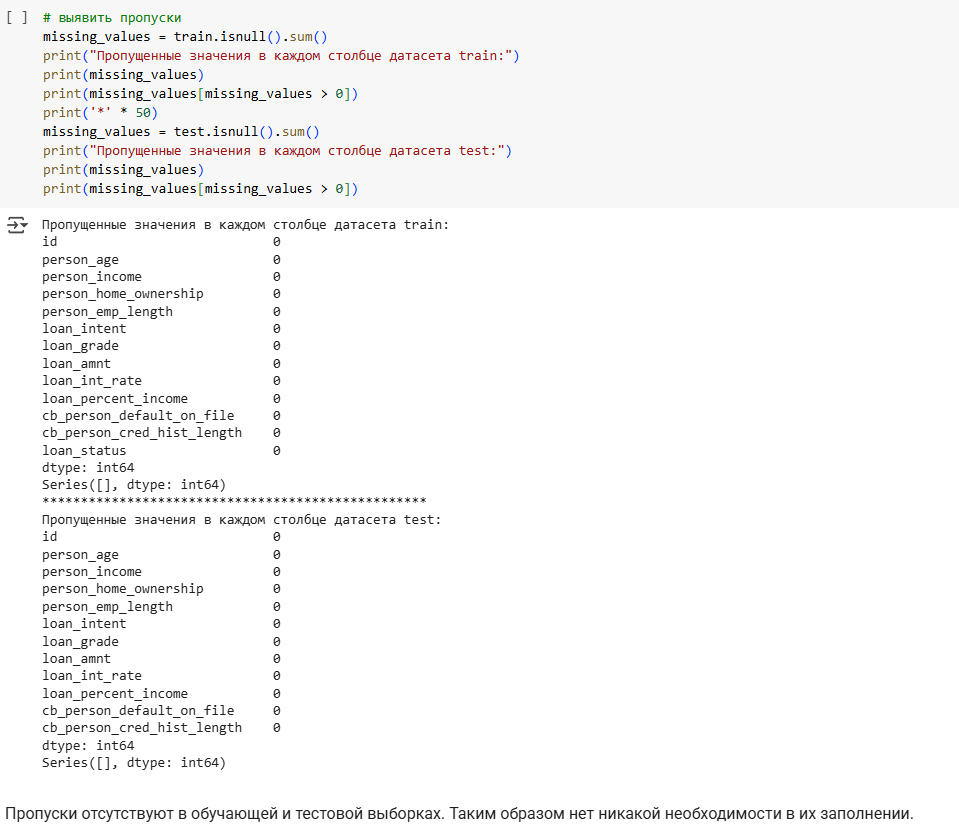 [ ] # выявить пропуски
missing_values = train.isnull().sum()
print("Пропущенные значения в каждом столбце датасета train:")
print(missing_values)
print(missing_values[missing_values > 0])
print('*' * 50)
missing_values = test.isnull().sum()
print("Пропущенные значения в каждом столбце датасета test:")
print(missing_values)
print(missing_values[missing_values > 0])
Пропущенные значения в каждом столбце датасета train:
id 0
person_age 0
person_income 0
person_home_ownership 0
person_emp_length 0
loan_intent 0
loan_grade 0
loan_amnt 0
loan_int_rate 0
loan_percent_income 0
cb_person_default_on_file 0
cb_person_cred_hist_length 0
loan_status 0
dtype: int64
Series([], dtype: int64)
**************************************************
Пропущенные значения в каждом столбце датасета test:
id 0
person_age 0
person_income 0
person_home_ownership 0
person_emp_length 0
loan_intent 0
loan_grade 0
loan_amnt 0
loan_int_rate 0
loan_percent_income 0
cb_person_default_on_file 0
cb_person_cred_hist_length 0
dtype: int64
Series([], dtype: int64)
Пропуски отсутствуют в обучающей и тестовой выборках. Таким образом нет никакой необходимости в их заполнении.